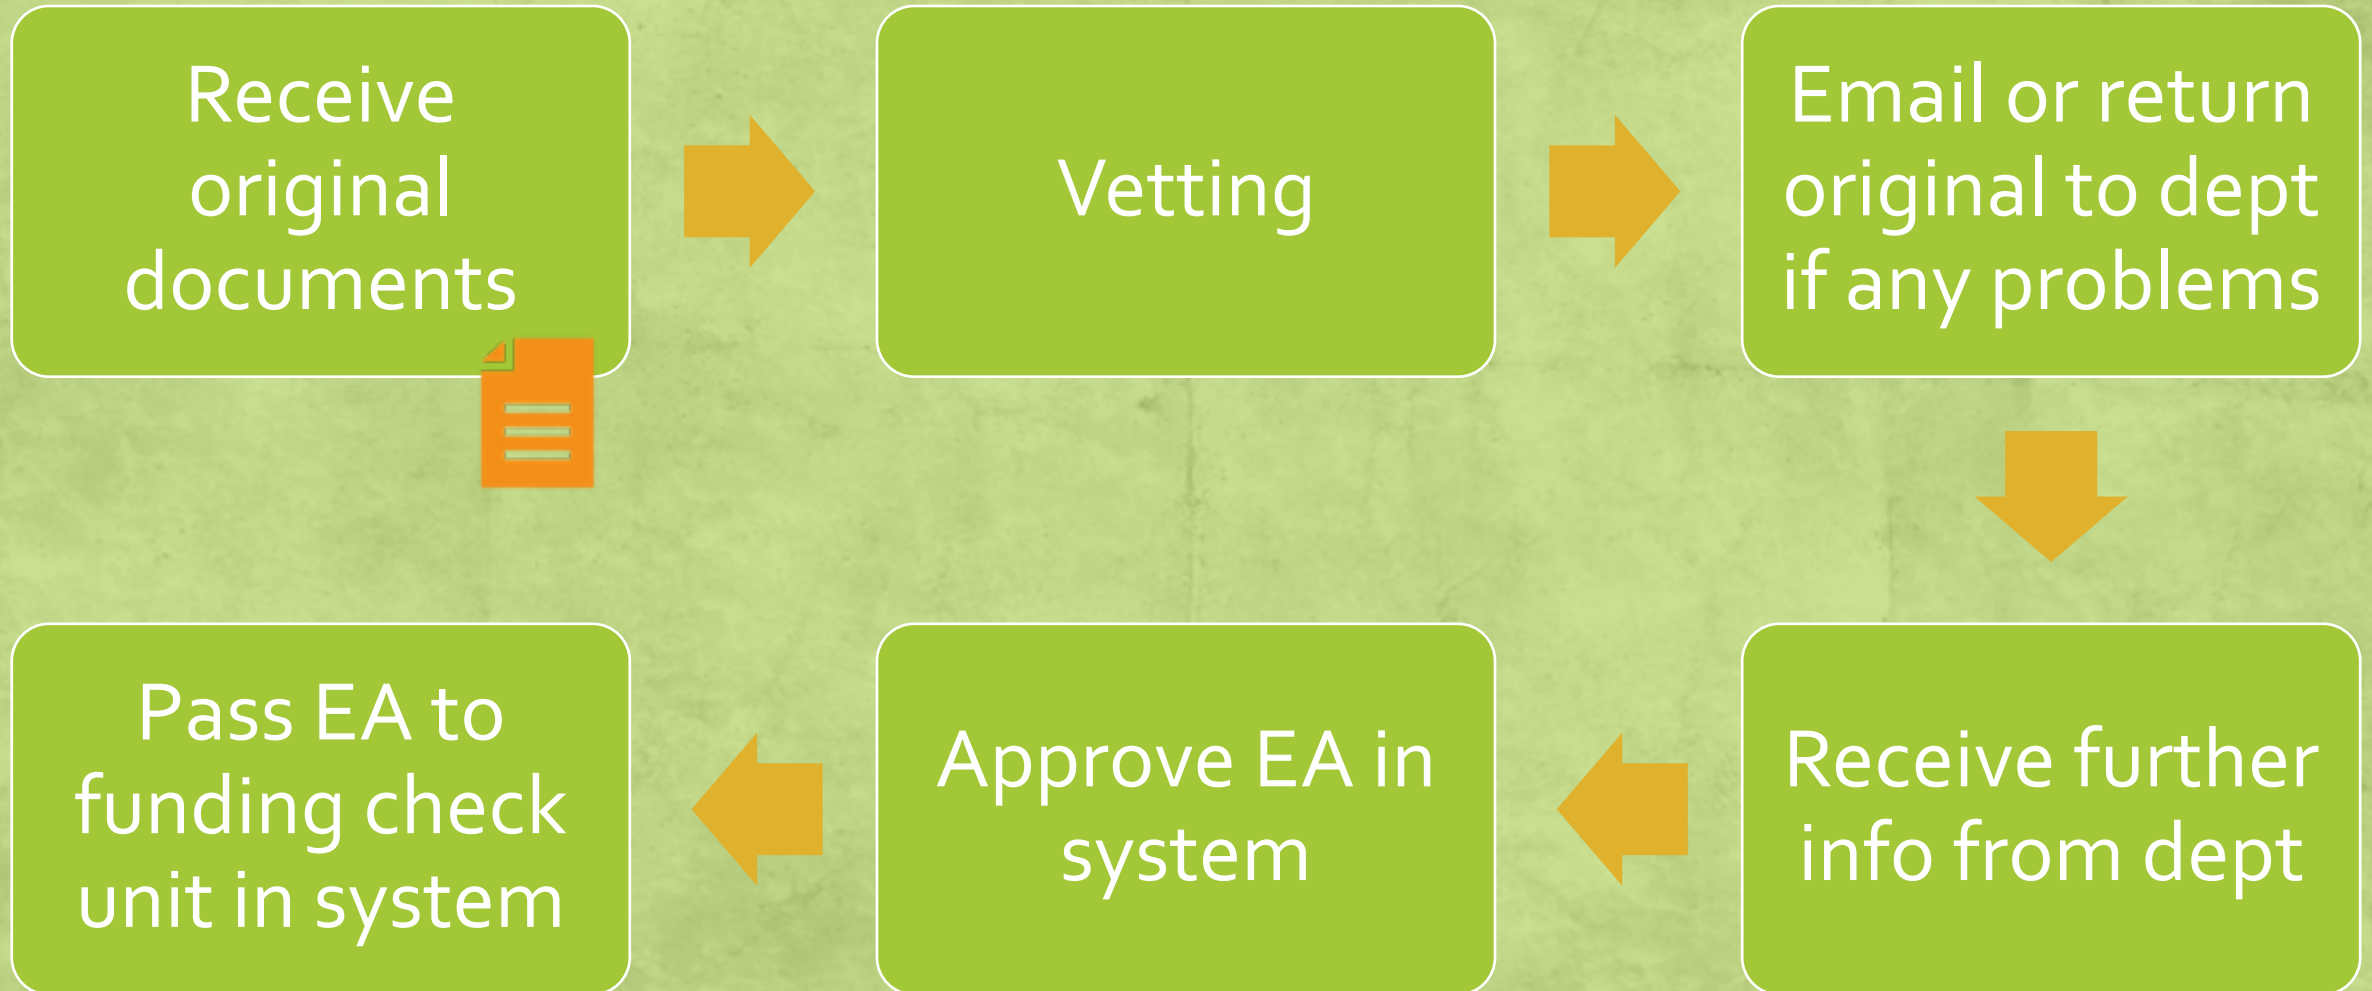 Receive
original
documents
Vetting
Email or return
original to dept
if any problems
Receive further
info from dept
Approve EA in
system
Pass EA to
funding check
unit in system